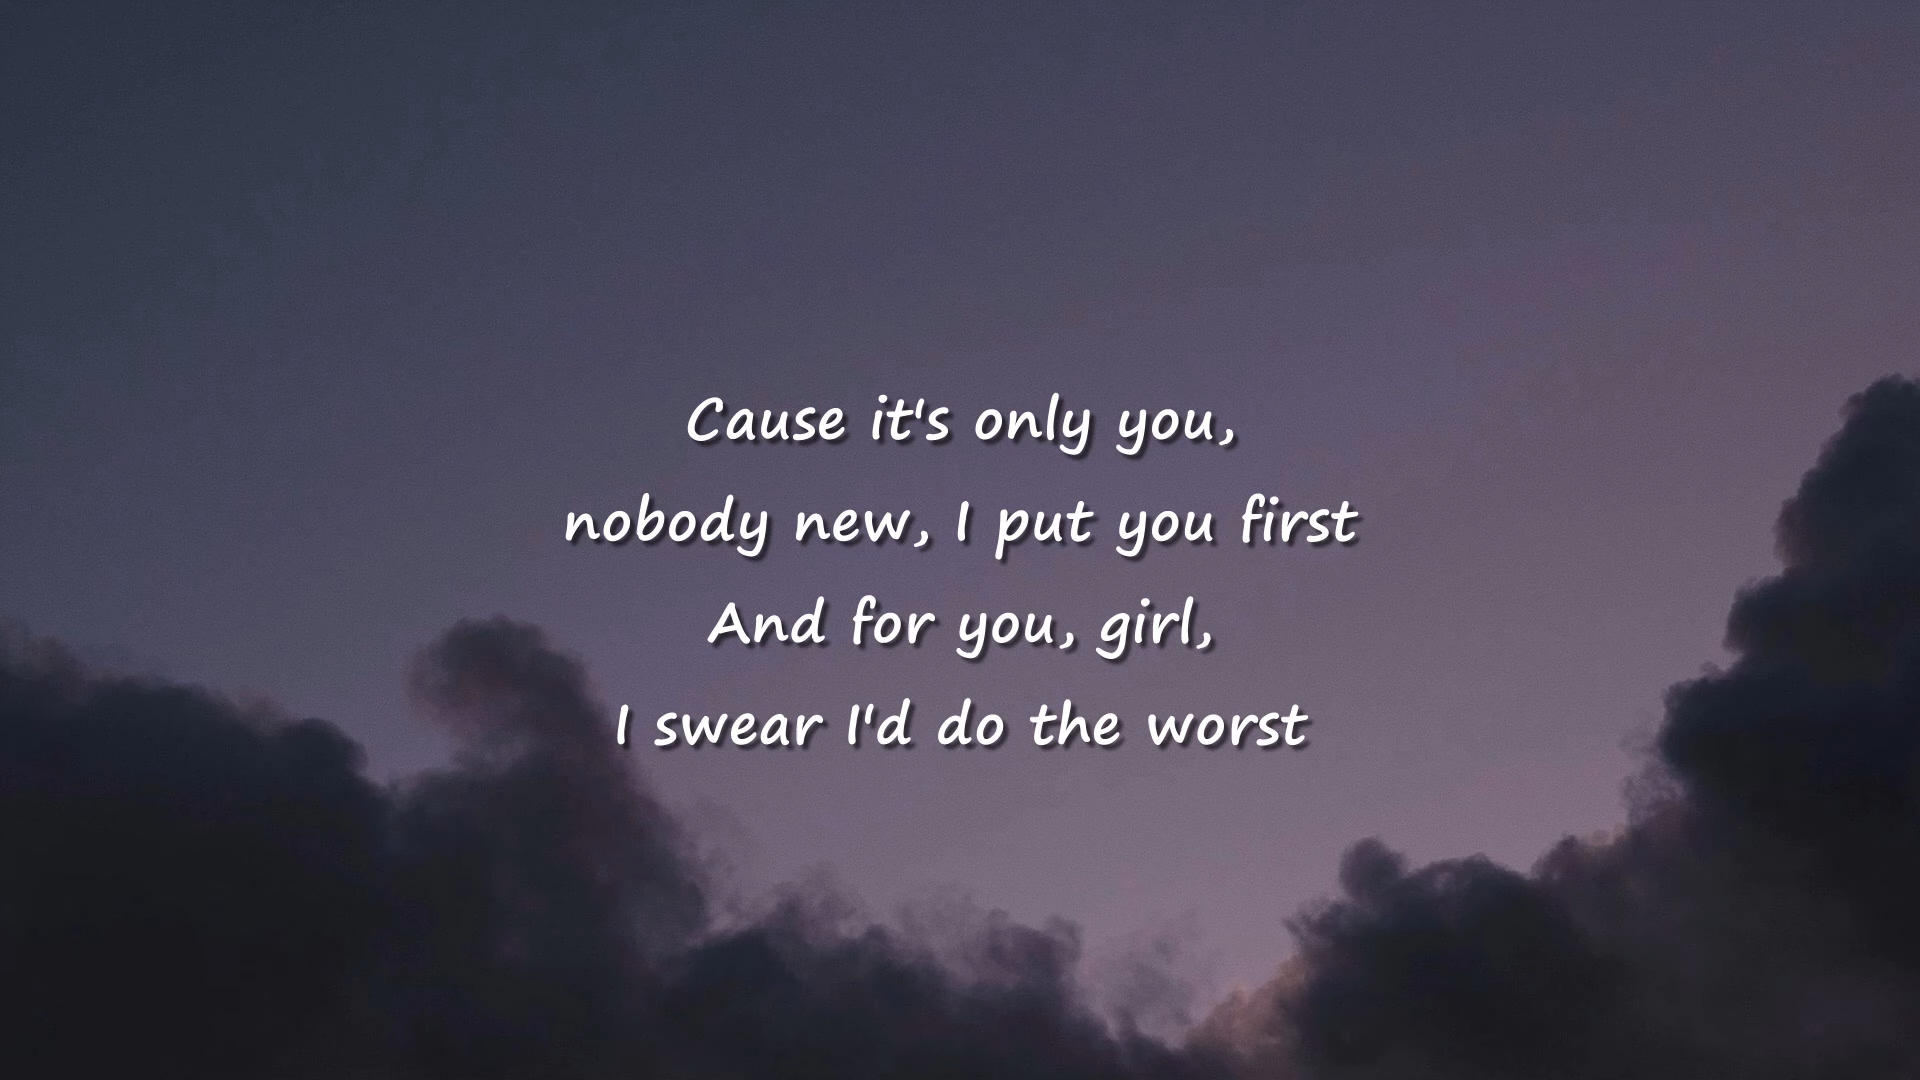 Cause it's only you,
nobody new, I put you first
And for you, girl,
I swear I'd do the worst